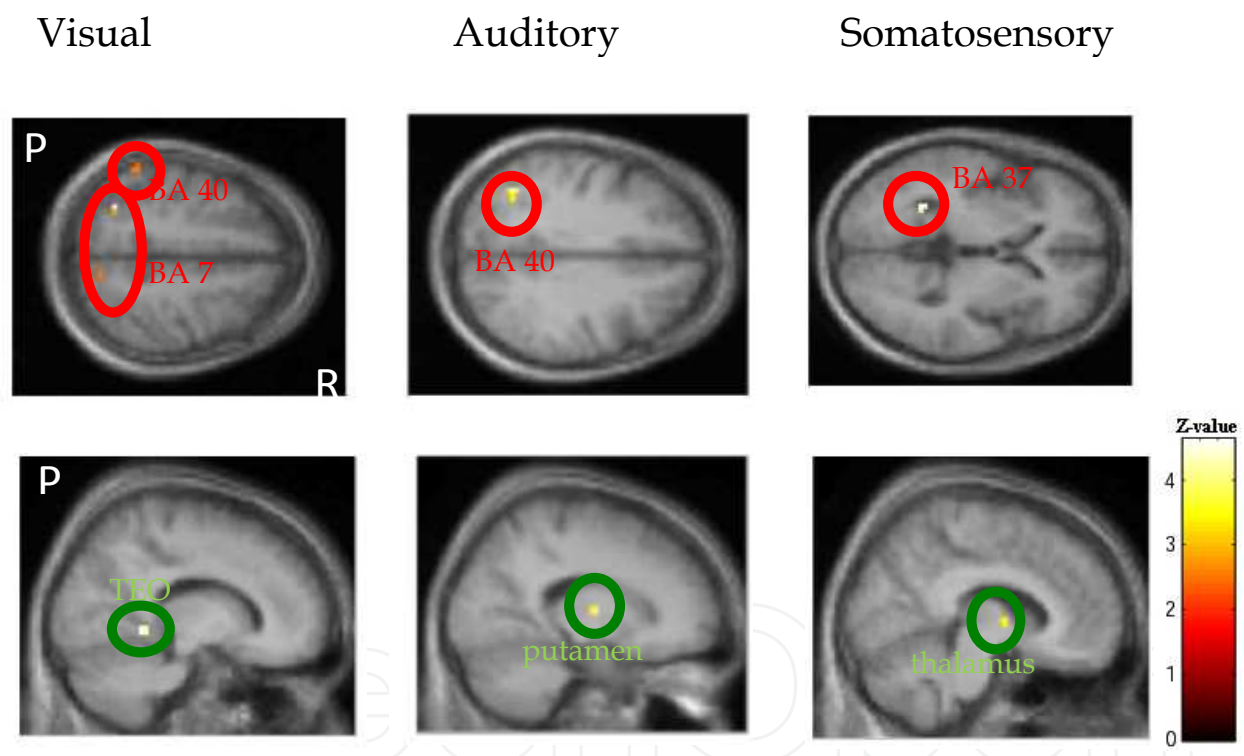 Visual Auditory Somatosensory
P
BA 40
BA 7
R
BA 40
BA 37
P
TEO
putamen
thalamus
Z-value
4
3
2
1
0